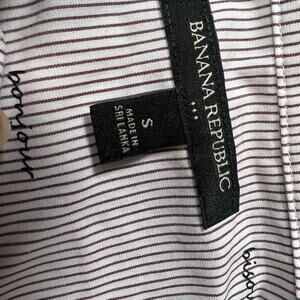 BANANA REPUBLIC
S
MADE IN
SRI LANKA
bonjour